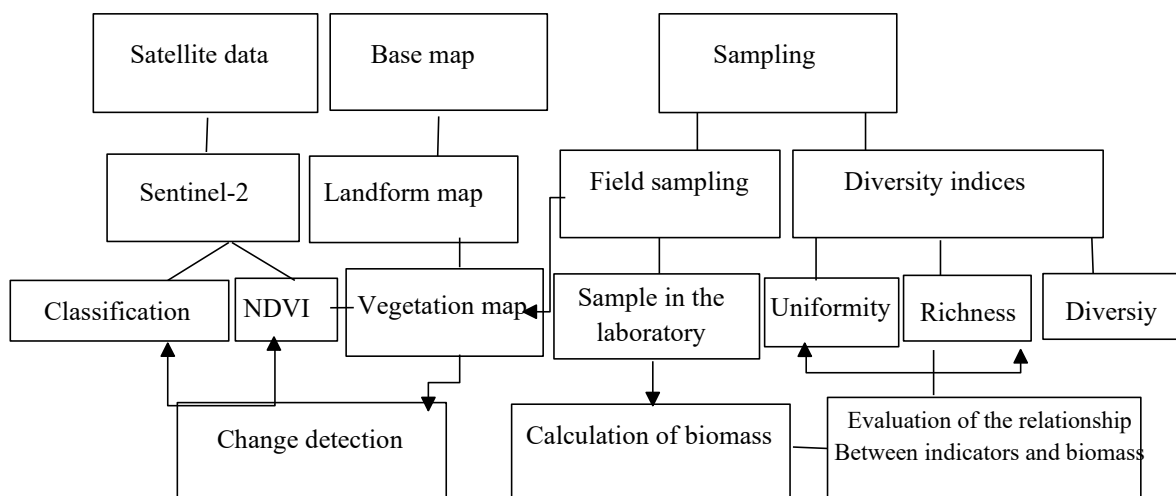 Satellite data
Base map
Sampling
Sentinel-2
Landform map
Field sampling
Diversity indices
Classification
NDVI
Vegetation map
Sample in the
laboratory
Uniformity
Richness
Diversiy
Change detection
Calculation of biomass
Evaluation of the relationship
Between indicators and biomass